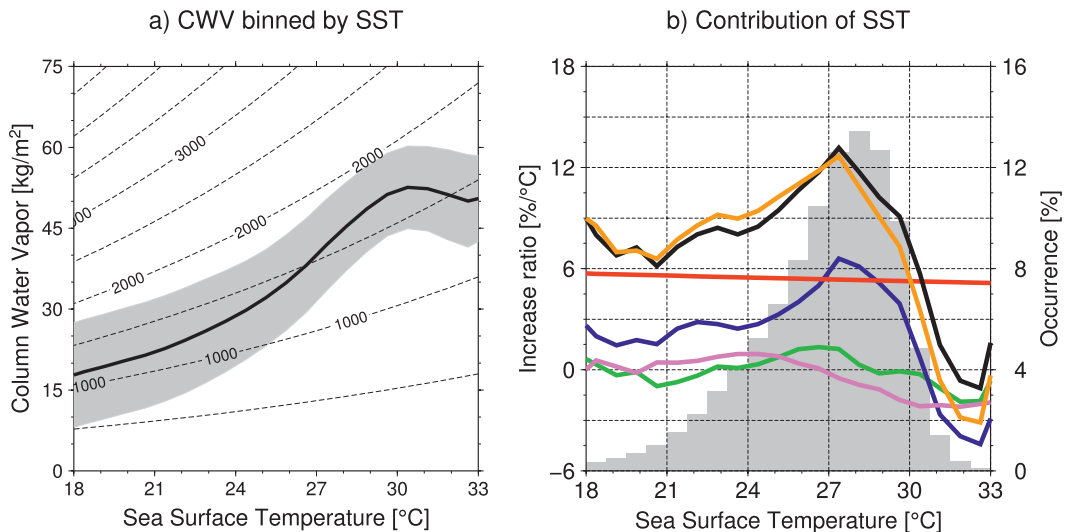 a) CWV binned by SST
b) Contribution of SST
75
60
45
30
15
0
Column Water Vapor [kg/m²]
3000
2000
2000
2000
1000
1000
1000
00
18 21 24 27 30 33
Sea Surface Temperature [°C]
18
12
6
0
−6
Increase ratio [%/°C]
16
12
8
4
0
Occurrence [%]
18 21 24 27 30 33
Sea Surface Temperature [°C]